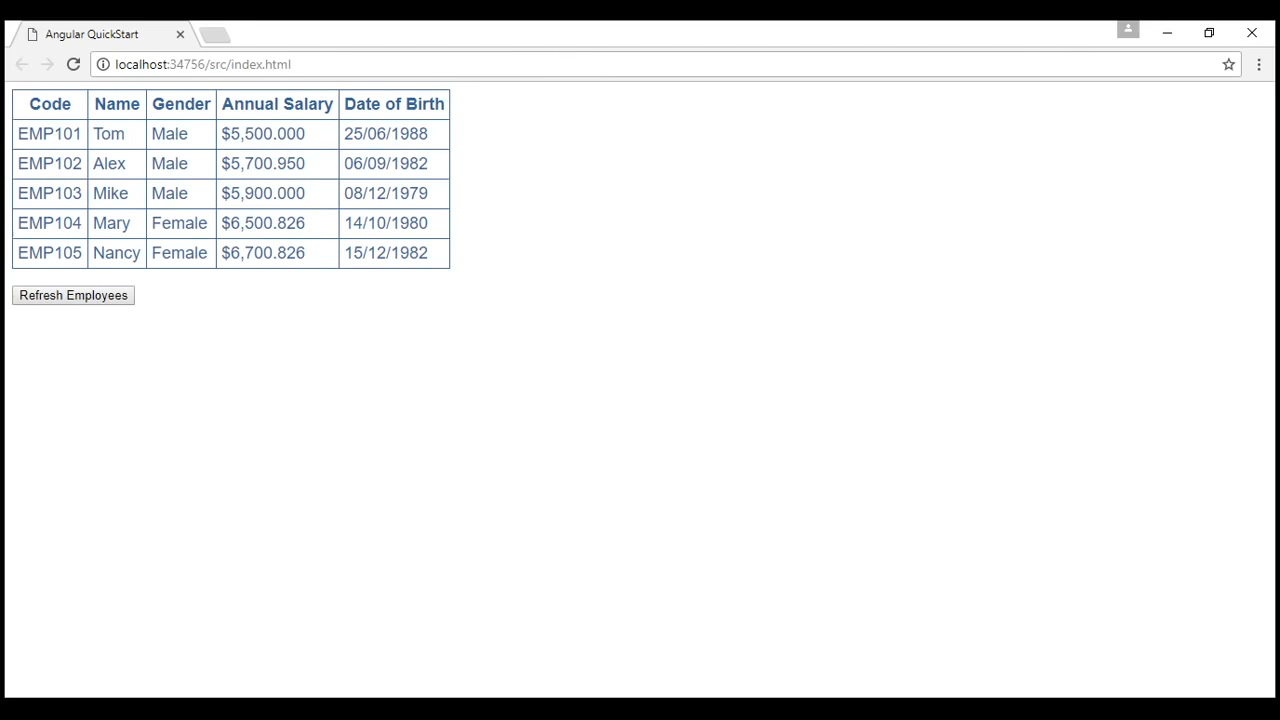 Angular QuickStart
localhost:34756/src/index.html
Code Name Gender Annual Salary Date of Birth
EMP101 Tom Male $5,500.000 25/06/1988
EMP102 Alex Male $5,700.950 06/09/1982
EMP103 Mike Male $5,900.000 08/12/1979
EMP104 Mary Female $6,500.826 14/10/1980
EMP105 Nancy Female $6,700.826 15/12/1982
Refresh Employees